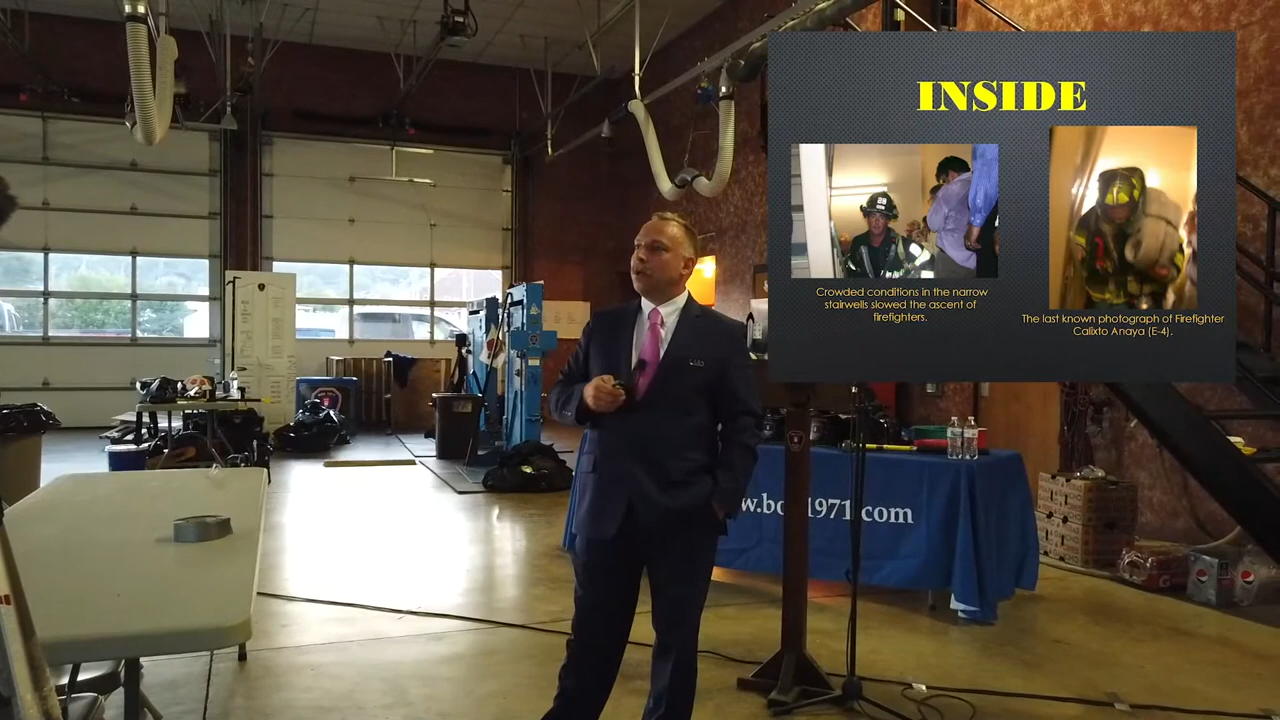 INSIDE
28
Crowded conditions in the narrow
stairwells slowed the ascent of
firefighters.
The last known photograph of Firefighter
Calixto Anaya (E-4).
1971.com